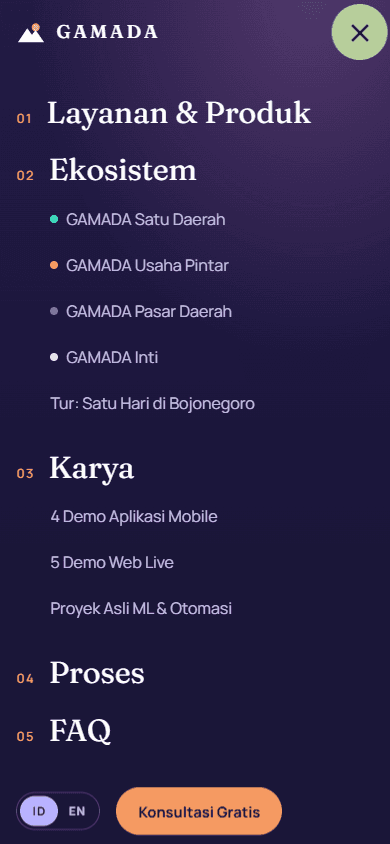 GAMADA
01 Layanan & Produk
02 Ekosistem
GAMADA Satu Daerah
GAMADA Usaha Pintar
GAMADA Pasar Daerah
GAMADA Inti
Tur: Satu Hari di Bojonegoro
03 Karya
4 Demo Aplikasi Mobile
5 Demo Web Live
Proyek Asli ML & Otomasi
04 Proses
05 FAQ
ID EN Konsultasi Gratis